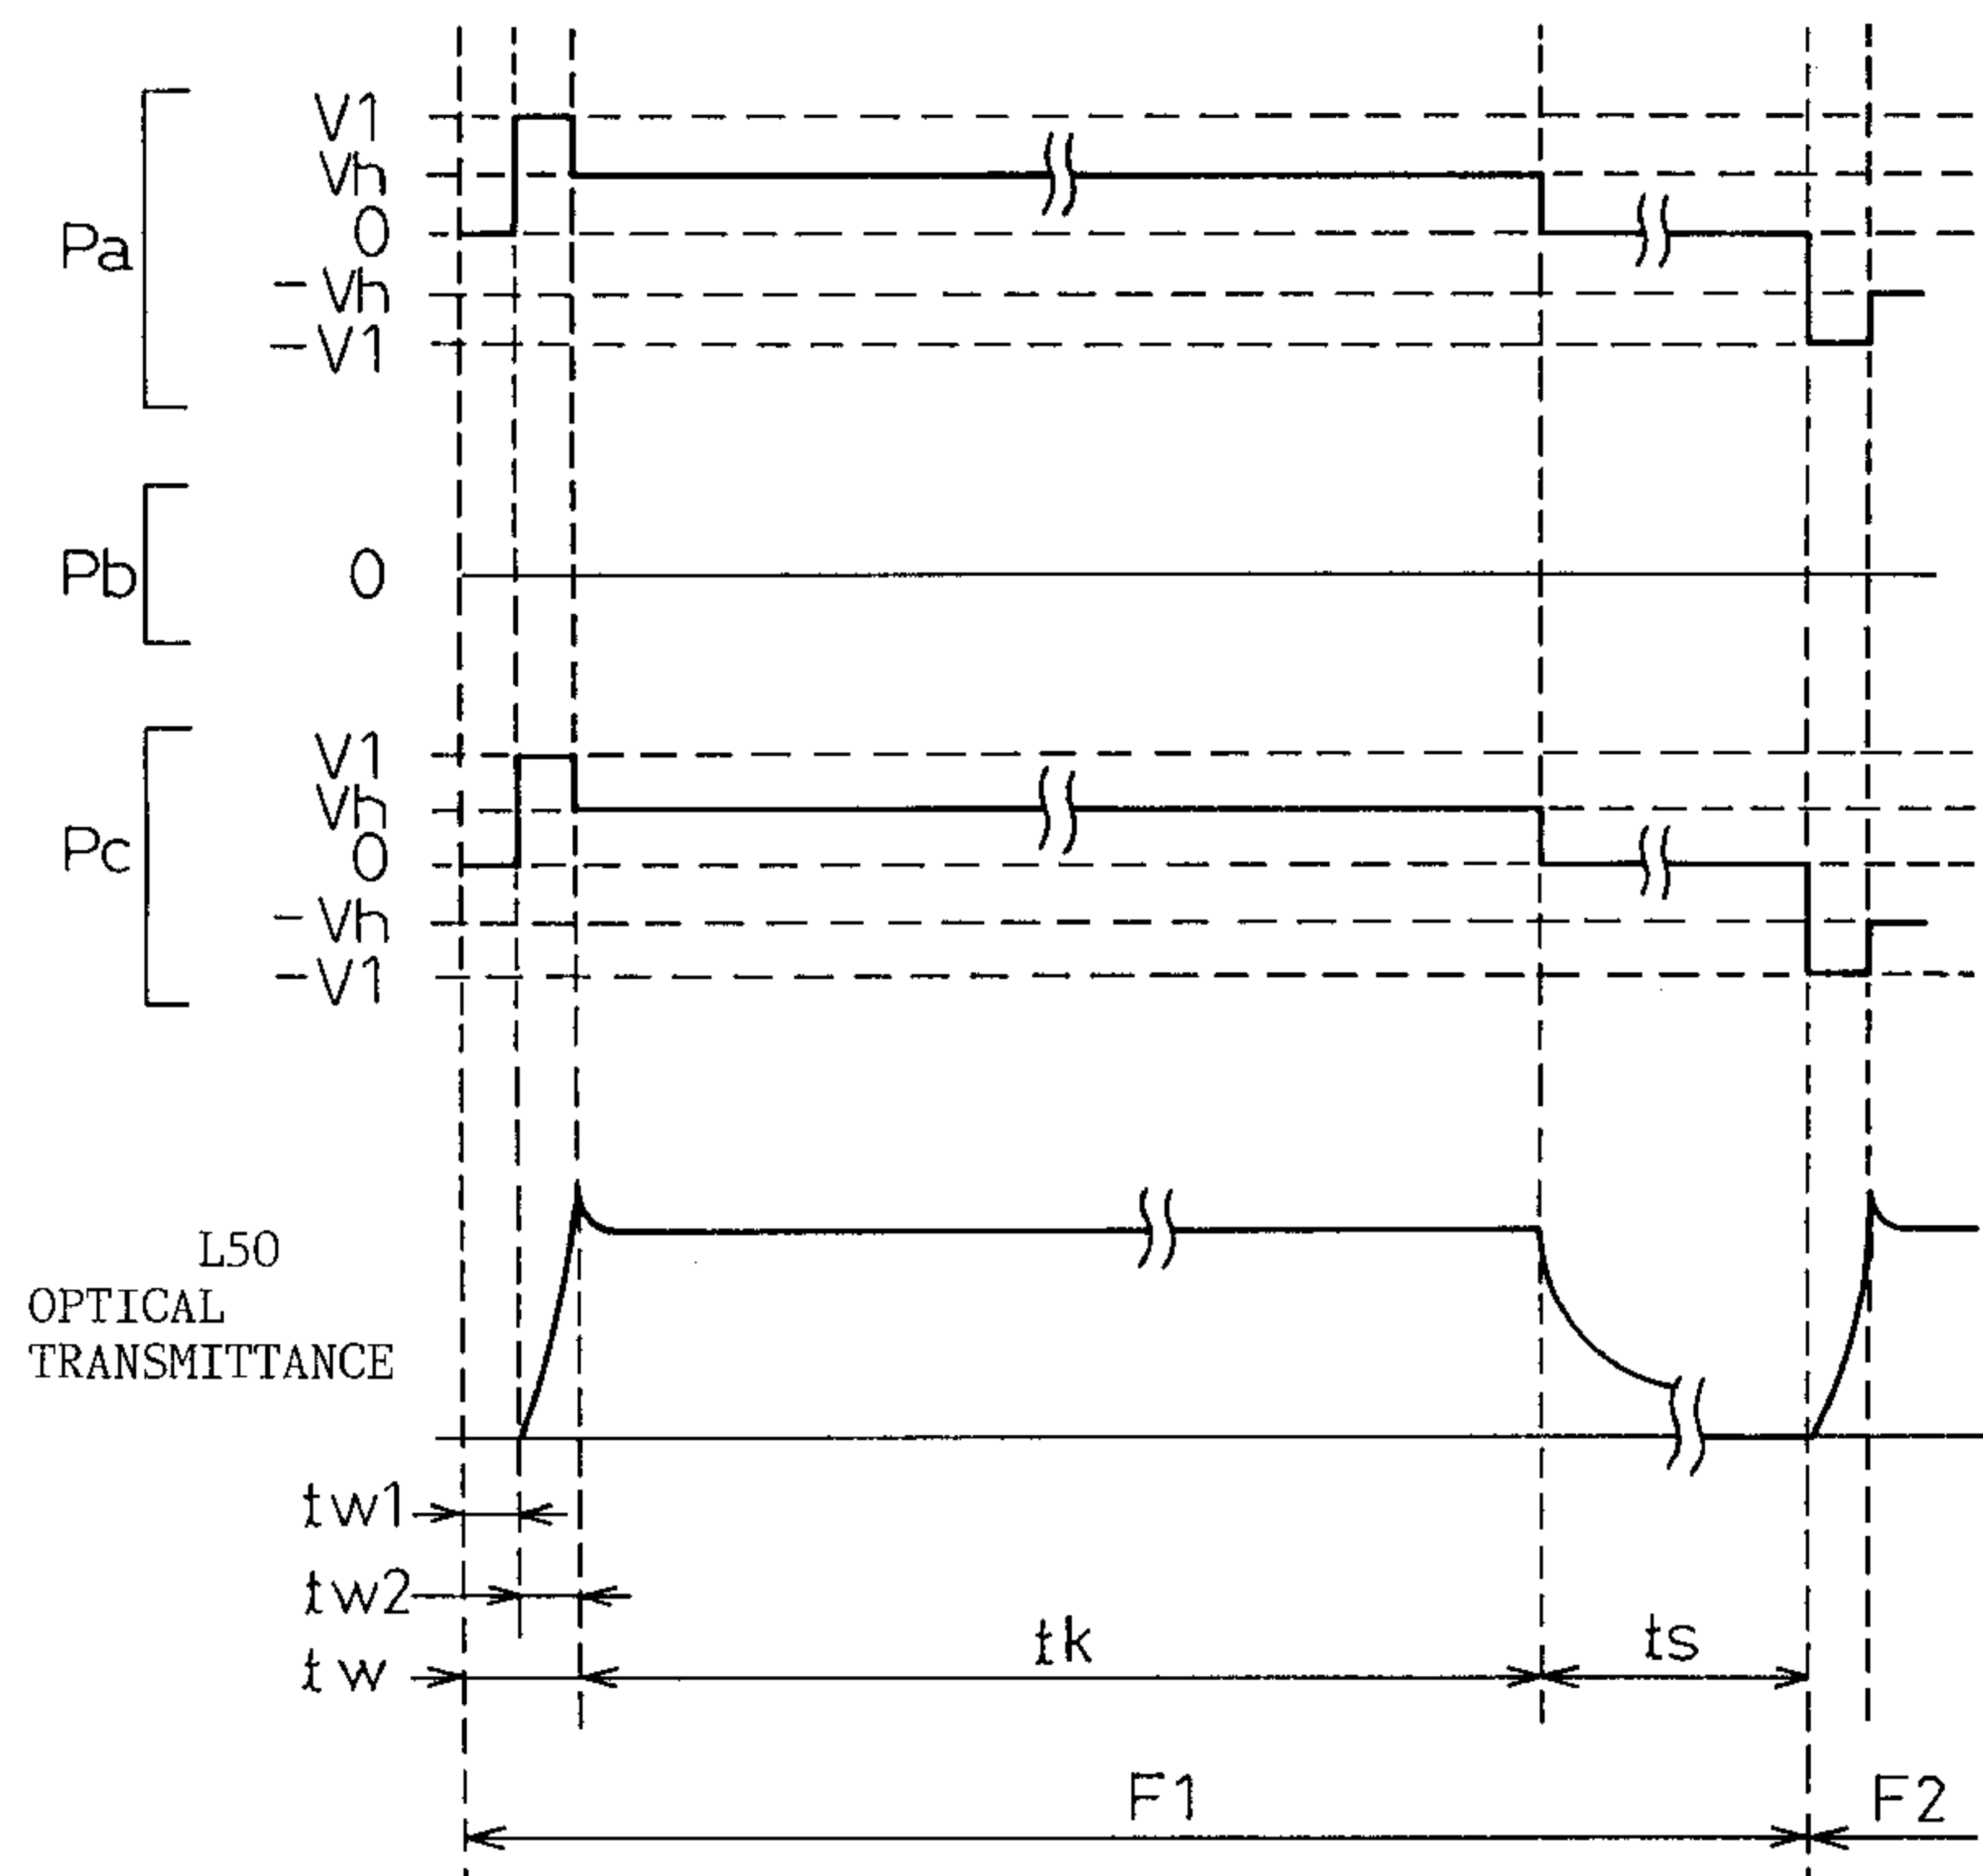 V1
Vh
Pa
0
-Vh
-V1
Pb
0
V1
Vh
Pc
0
-Vh
-V1
L50
OPTICAL
TRANSMITTANCE
tw1
tw2
tk
ts
tw
F1
F2